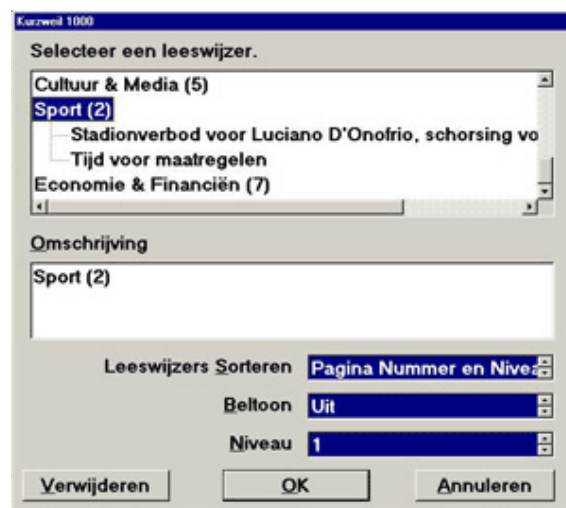 Kurzweil 1000
Selecteer een leeswijzer.
Cultuur & Media (5)
Sport (2)
Stadionverbod voor Luciano D'Onofrio, schorsing vo
Tijd voor maatregelen
Economie & Financiën (7)
Omschrijving
Sport (2)
Leeswijzers Sorteren Pagina Nummer en Nivea
Beltoon Uit
Niveau 1
Verwijderen OK Annuleren